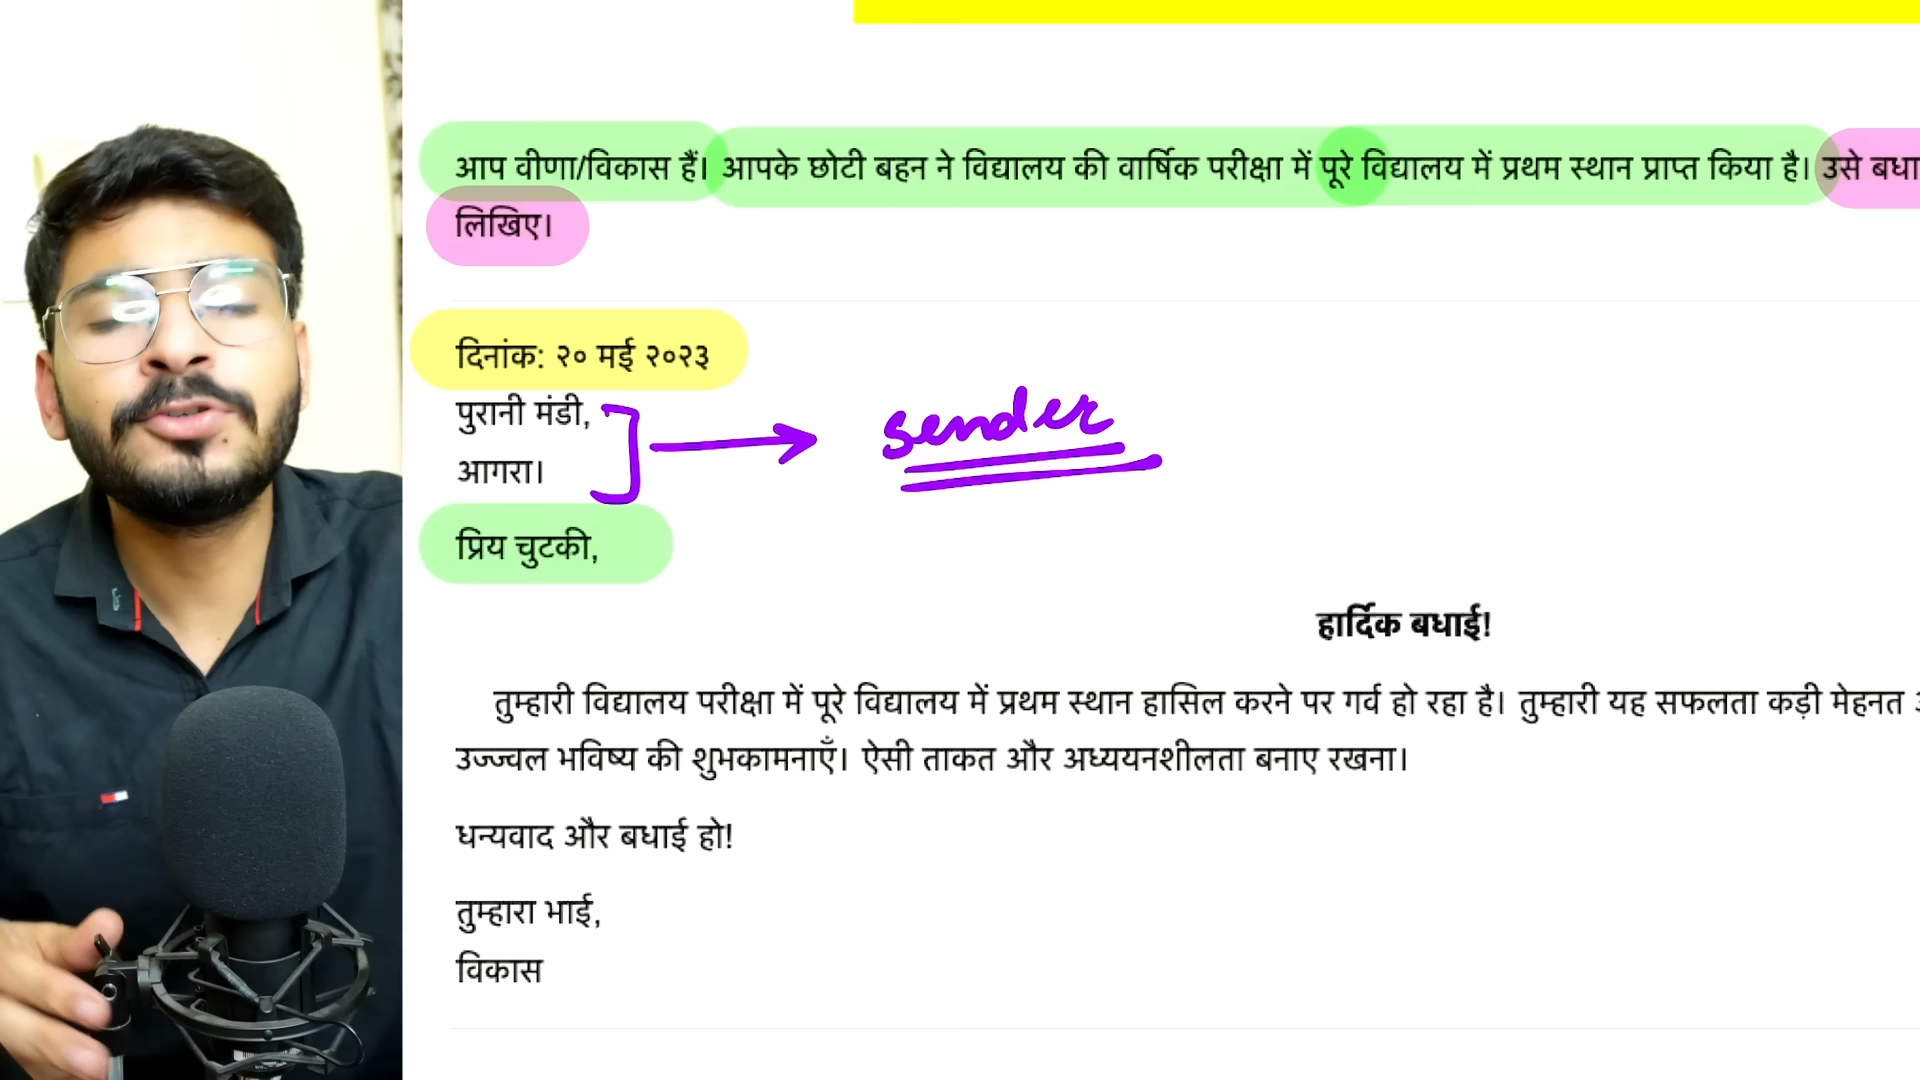 आप वीणा/विकास हैं। आपके छोटी बहन ने विद्यालय की वार्षिक परीक्षा में पूरे विद्यालय में प्रथम स्थान प्राप्त किया है। उसे
लिखिए।
दिनांक: २० मई २०२३
पुरानी मंडी,
आगरा।
sender
प्रिय चुटकी,
हार्दिक बधाई!
तुम्हारी विद्यालय परीक्षा में पूरे विद्यालय में प्रथम स्थान हासिल करने पर गर्व हो रहा है। तुम्हारी यह सफलता कड़ी मेहनत
उज्ज्वल भविष्य की शुभकामनाएँ। ऐसी ताकत और अध्ययनशीलता बनाए रखना।
धन्यवाद और बधाई हो!
तुम्हारा भाई,
विकास